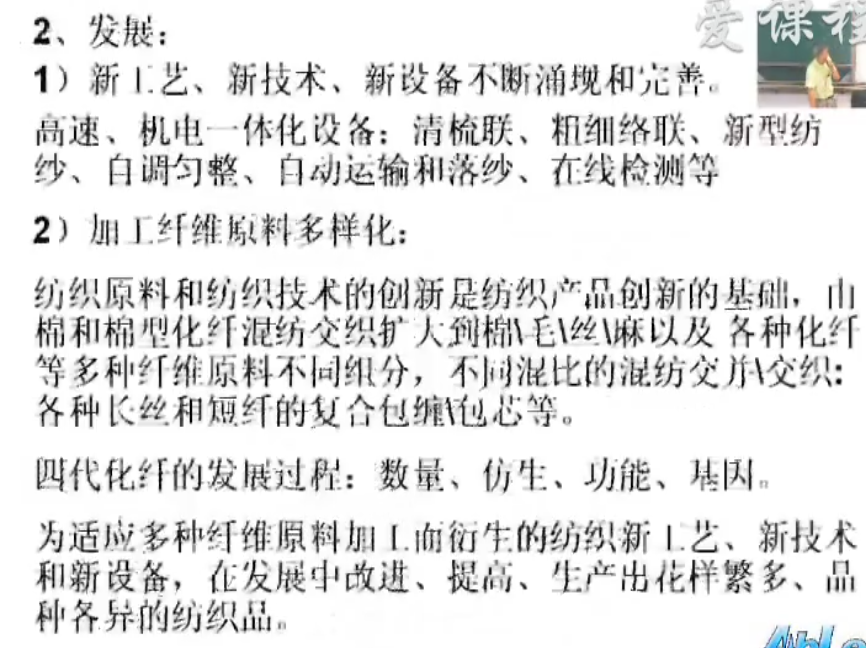 爱课程
2、发展：
1）新工艺、新技术、新设备不断涌现和完善。
高速、机电一体化设备：清梳联、粗细络联、新型纺
纱、自调匀整、自动运输和落纱、在线检测等
2）加工纤维原料多样化：
纺织原料和纺织技术的创新是纺织产品创新的基础，由
棉和棉型化纤混纺交织扩大到棉\毛\丝\麻以及 各种化纤
等多种纤维原料不同组分，不同混比的混纺交并\交织：
各种长丝和短纤的复合包缠\包芯等。
四代化纤的发展过程：数量、仿生、功能、基因。
为适应多种纤维原料加工而衍生的纺织新工艺、新技术
和新设备，在发展中改进、提高、生产出花样繁多、品
种各异的纺织品。